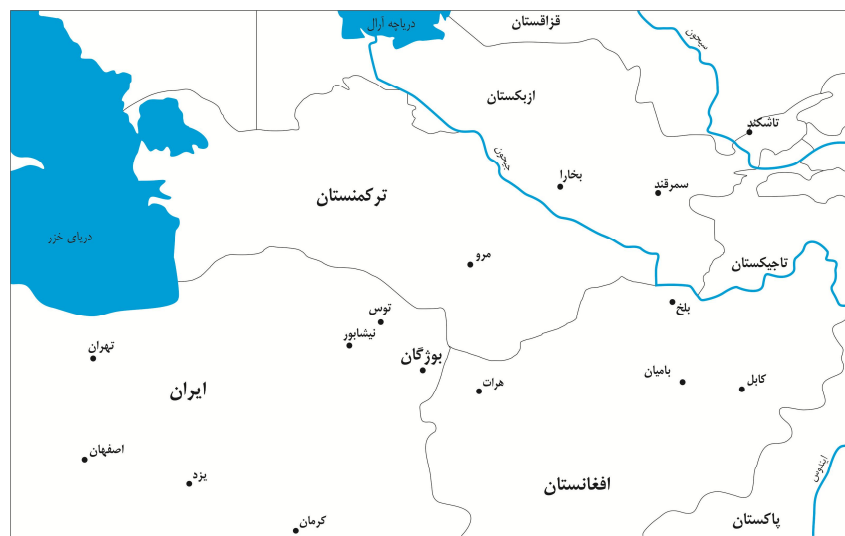 قزاقستان
دریاچه آرال
سیحون
ازبکستان
تاشکند
جیحون
بخارا
سمرقند
ترکمنستان
دریای خزر
مرو
تاجیکستان
بلخ
توس
نیشابور
تهران
بوژگان
هرات
بامیان
کابل
ایران
اصفهان
یزد
افغانستان
ایندوس
کرمان
پاکستان